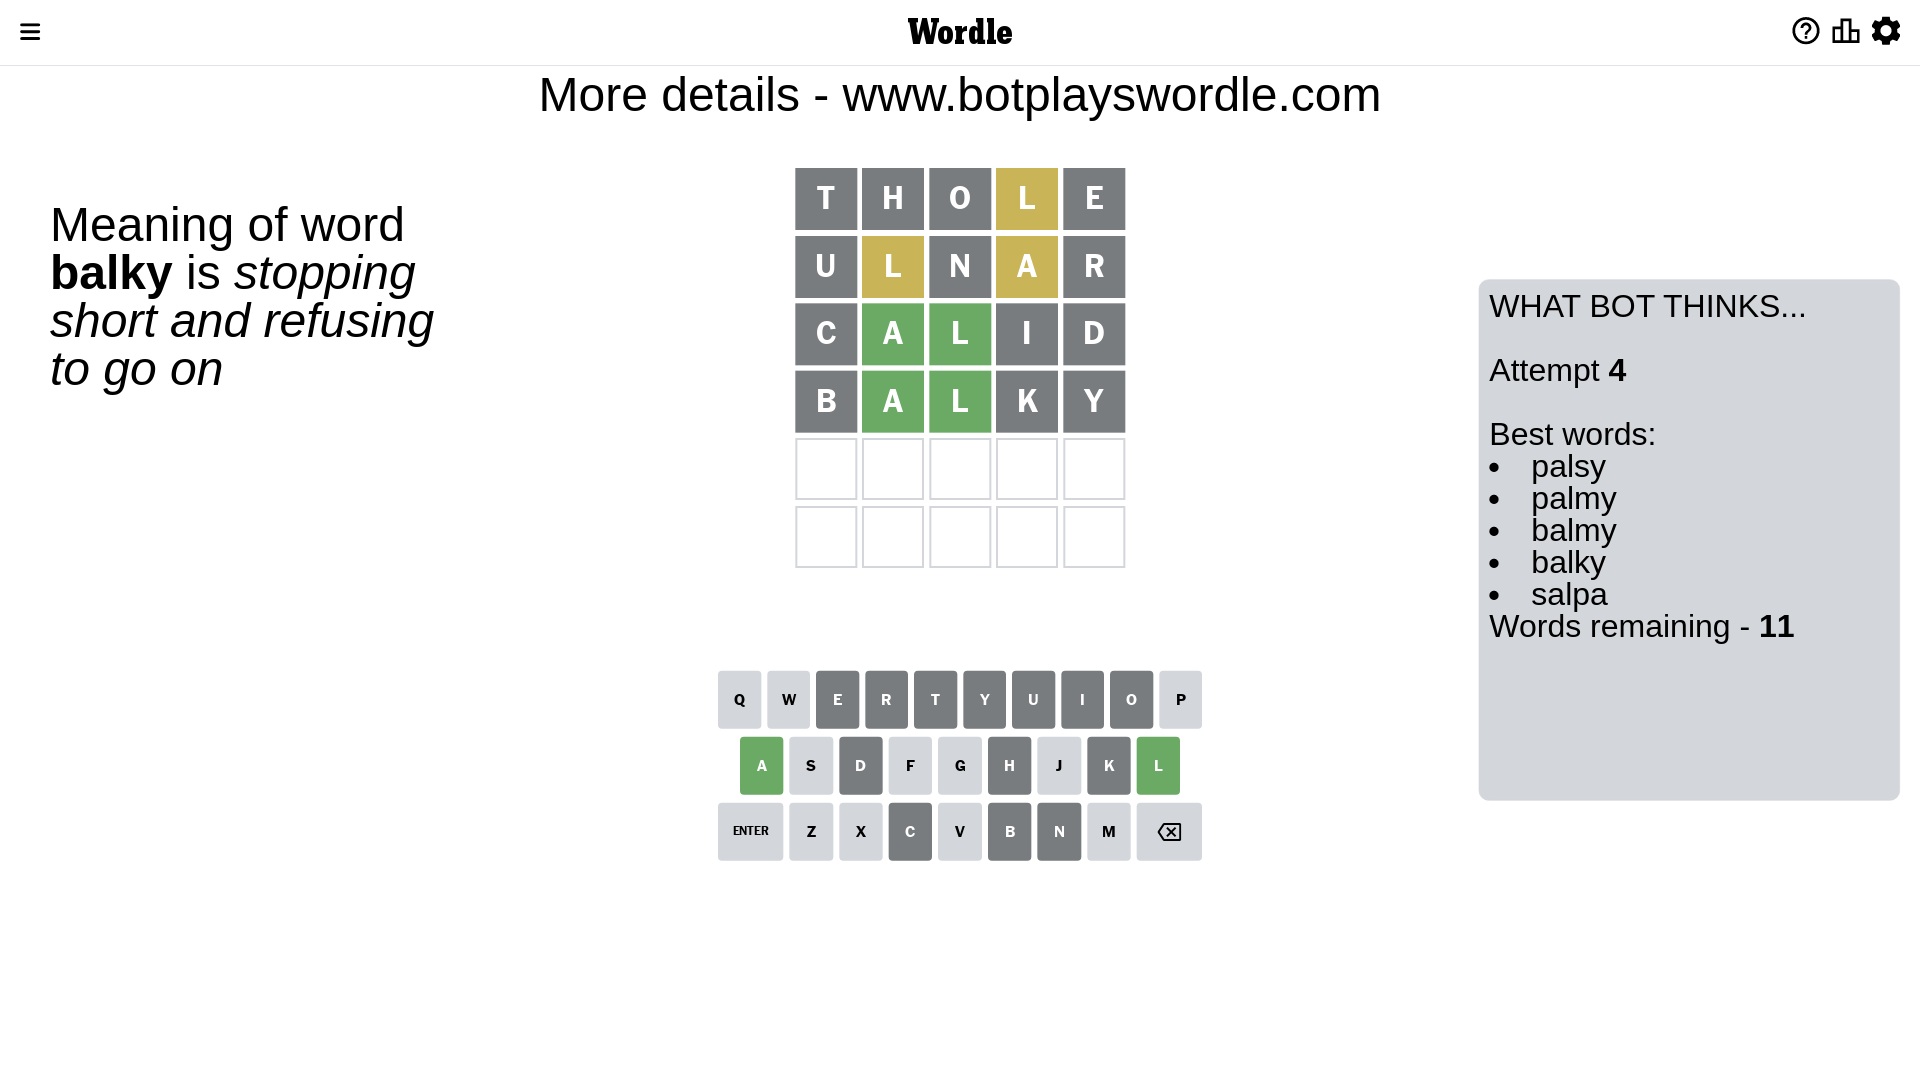 Wordle
More details - www.botplayswordle.com
Meaning of word
balky is stopping
short and refusing
to go on
T H O L E
U L N A R
C A L I D
B A L K Y
WHAT BOT THINKS...
Attempt 4
Best words:
• palsy
• palmy
• balmy
• balky
• salpa
Words remaining - 11
Q W E R T Y U I O P
A S D F G H J K L
ENTER Z X C V B N M